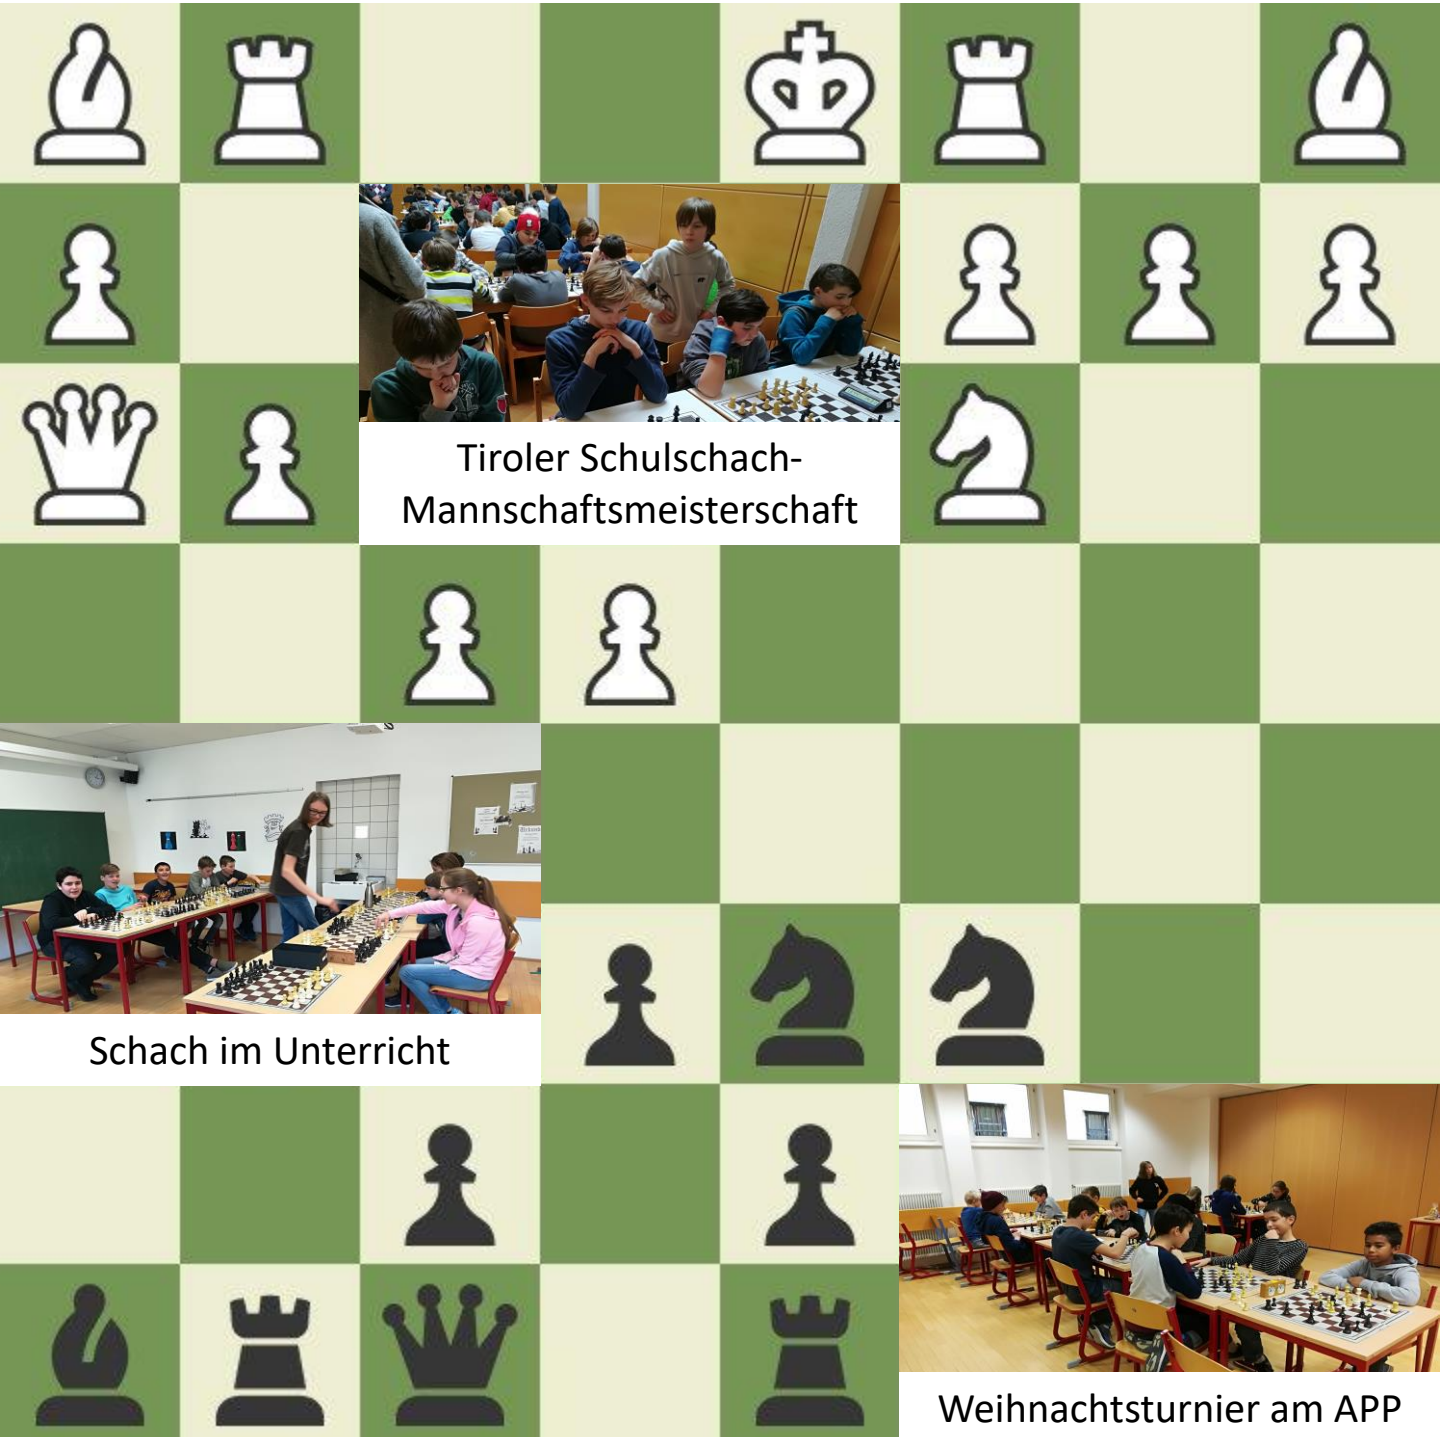 Tiroler Schulschach-
Mannschaftsmeisterschaft
Schach im Unterricht
Weihnachtsturnier am APP